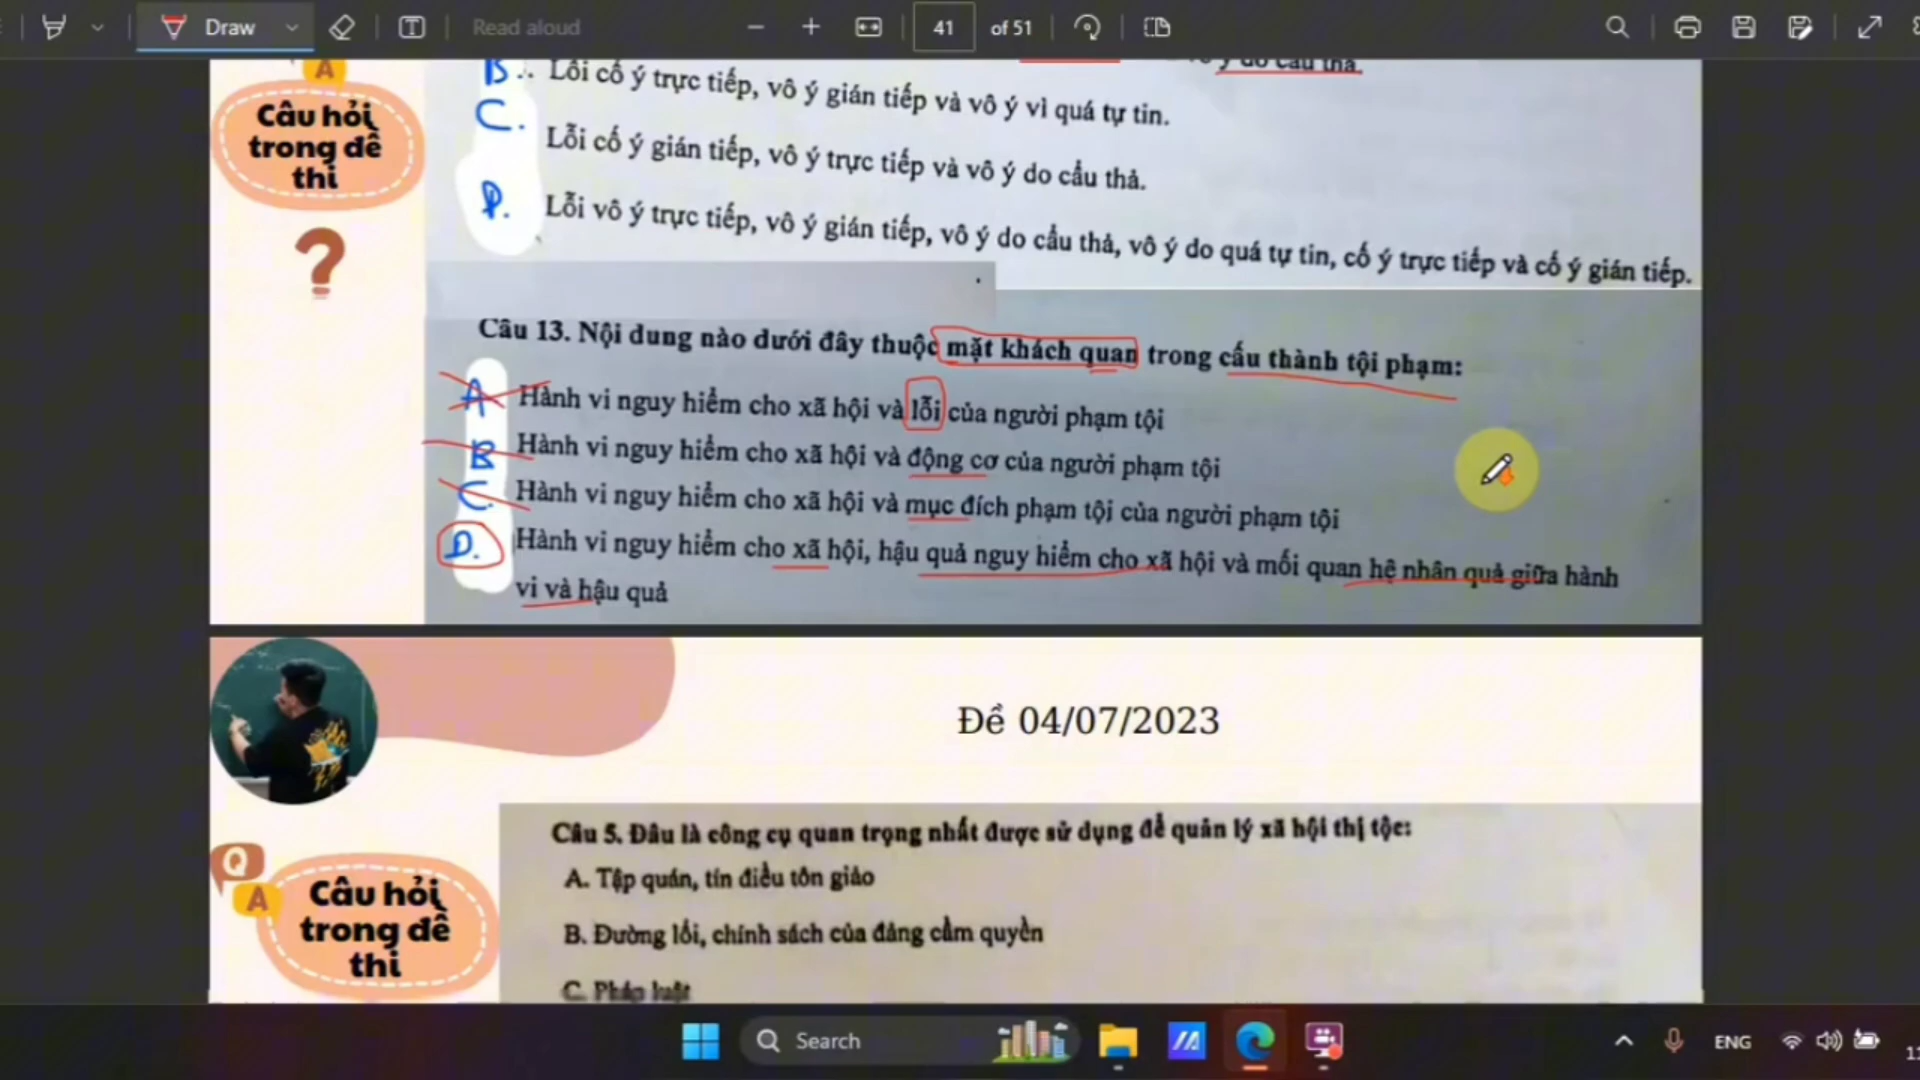 Draw
Read aloud
41
of 51
A
Câu hỏi
trong đề
thi
?
B. Lỗi cố ý trực tiếp, vô ý gián tiếp và vô ý vì quá tự tin.
C.
Lỗi cố ý gián tiếp, vô ý trực tiếp và vô ý do cẩu thả.
D. Lỗi vô ý trực tiếp, vô ý gián tiếp, vô ý do cẩu thả, vô ý do quá tự tin, cố ý trực tiếp và cố ý gián tiếp.
Câu 13. Nội dung nào dưới đây thuộc mặt khách quan trong cấu thành tội phạm:
A Hành vi nguy hiểm cho xã hội và lỗi của người phạm tội
B Hành vi nguy hiểm cho xã hội và động cơ của người phạm tội
C. Hành vi nguy hiểm cho xã hội và mục đích phạm tội của người phạm tội
D. Hành vi nguy hiểm cho xã hội, hậu quả nguy hiểm cho xã hội và mối quan hệ nhân quả giữa hành
vi và hậu quả
Đề 04/07/2023
Q
A
Câu hỏi
trong đề
thi
Câu 5. Đâu là công cụ quan trọng nhất được sử dụng để quản lý xã hội thị tộc:
A. Tập quán, tín điều tôn giáo
B. Đường lối, chính sách của đảng cầm quyền
C. Pháp luật
Search
ENG